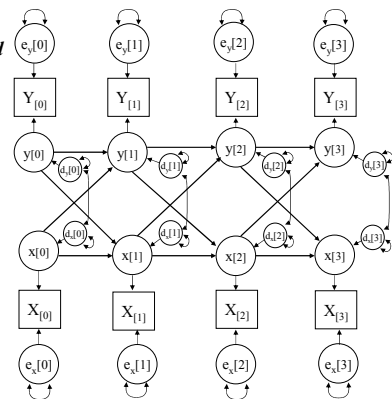 d
e_y[0] e_y[1] e_y[2] e_y[3]
Y_[0] Y_[1] Y_[2] Y_[3]
y[0] y[1] y[2] y[3]
d_y[0] d_y[1] d_y[2] d_y[3]
d_x[0] d_x[1] d_x[2] d_x[3]
x[0] x[1] x[2] x[3]
X_[0] X_[1] X_[2] X_[3]
e_x[0] e_x[1] e_x[2] e_x[3]